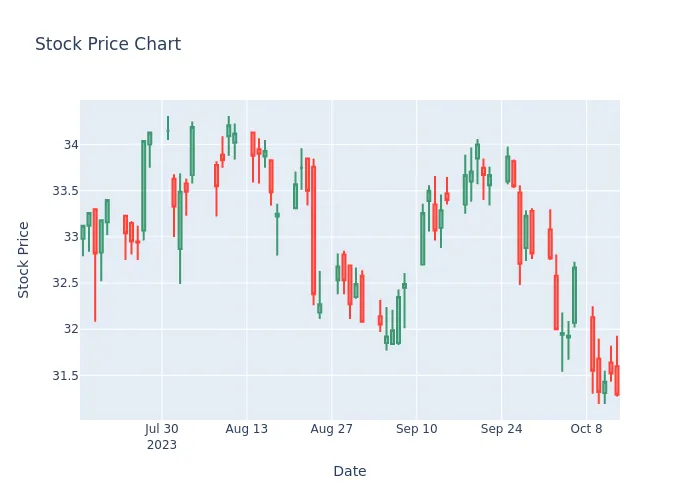 Stock Price Chart
Stock Price
34
33.5
33
32.5
32
31.5
Jul 30
2023
Aug 13
Aug 27
Sep 10
Sep 24
Oct 8
Date